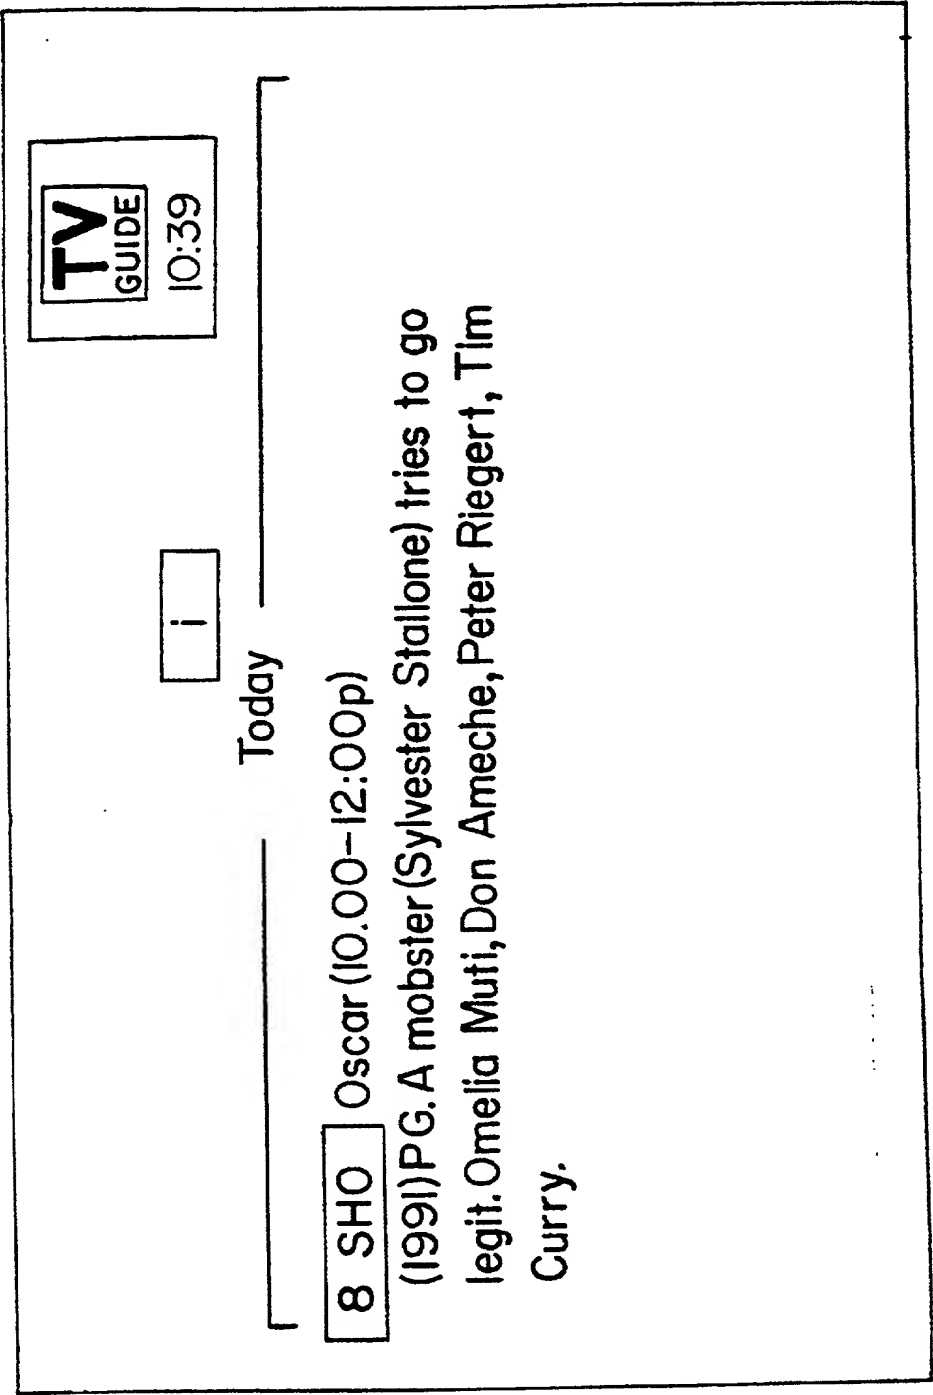 TV
GUIDE
10:39
i
Today
8 SHO Oscar (10.00-12:00p)
(1991) PG. A mobster (Sylvester Stallone) tries to go
legit. Omelia Muti, Don Ameche, Peter Riegert, Tim
Curry.